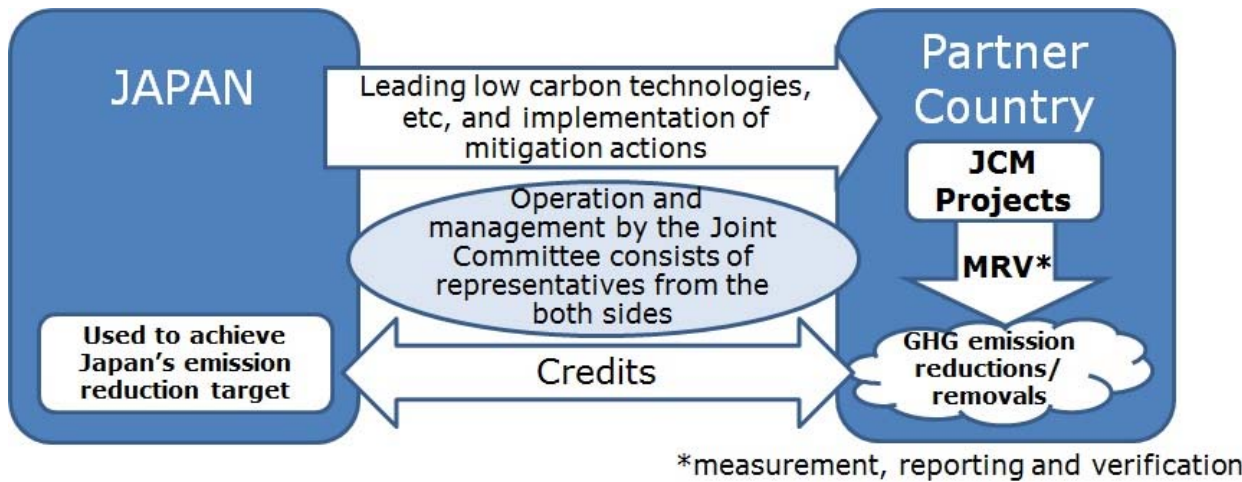 JAPAN
Leading low carbon technologies,
etc, and implementation of
mitigation actions
Partner
Country
JCM
Projects
Operation and
management by the Joint
Committee consists of
representatives from the
both sides
MRV*
Used to achieve
Japan's emission
reduction target
Credits
GHG emission
reductions/
removals
*measurement, reporting and verification